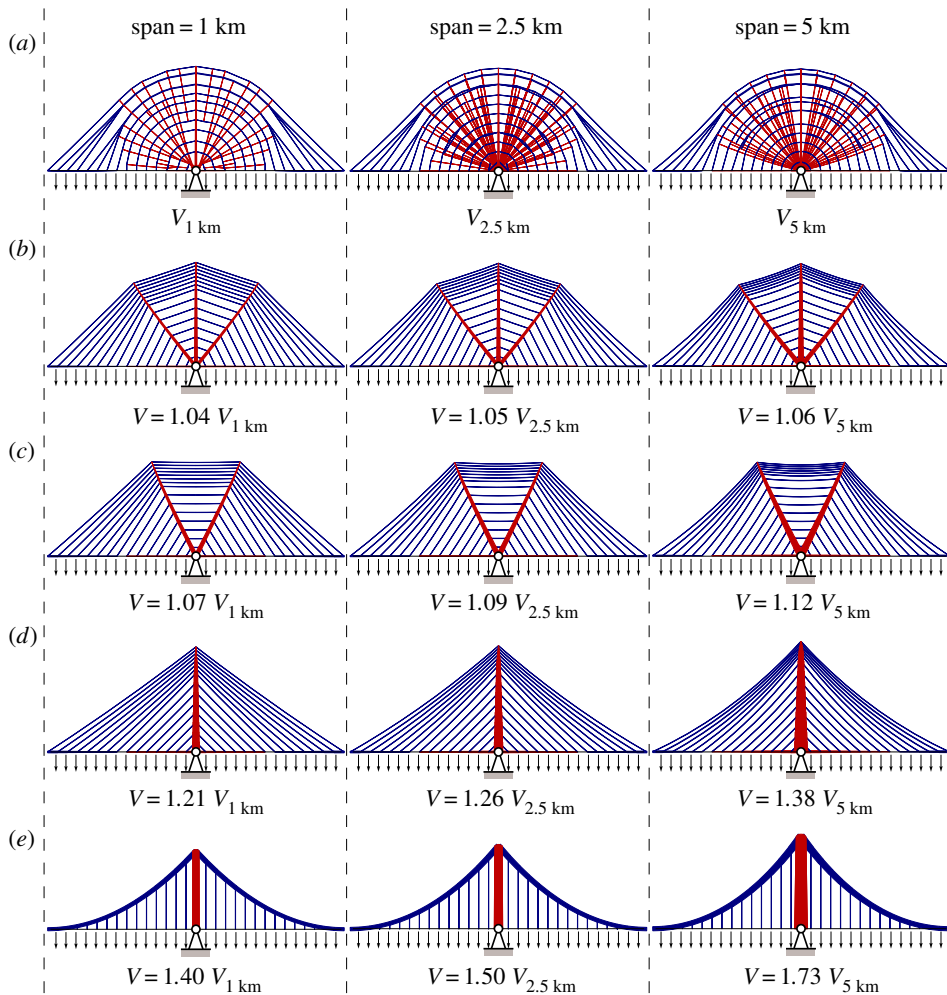 span = 1 km span = 2.5 km span = 5 km
(a)
V1 km V2.5 km V5 km
(b)
V = 1.04 V1 km V = 1.05 V2.5 km V = 1.06 V5 km
(c)
V = 1.07 V1 km V = 1.09 V2.5 km V = 1.12 V5 km
(d)
V = 1.21 V1 km V = 1.26 V2.5 km V = 1.38 V5 km
(e)
V = 1.40 V1 km V = 1.50 V2.5 km V = 1.73 V5 km